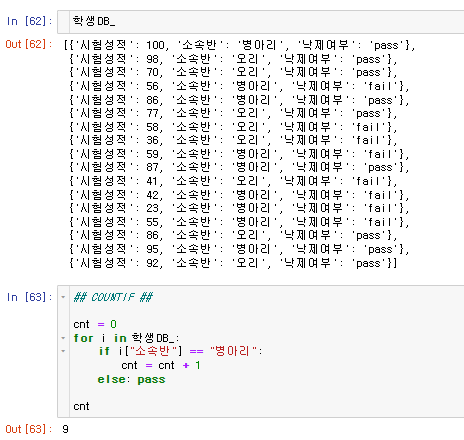 In [62]: 학생DB_
Out[62]: [{'시험성적': 100, '소속반': '병아리', '낙제여부': 'pass'},
{'시험성적': 98, '소속반': '오리', '낙제여부': 'pass'},
{'시험성적': 70, '소속반': '오리', '낙제여부': 'pass'},
{'시험성적': 56, '소속반': '병아리', '낙제여부': 'fail'},
{'시험성적': 86, '소속반': '병아리', '낙제여부': 'pass'},
{'시험성적': 77, '소속반': '오리', '낙제여부': 'pass'},
{'시험성적': 58, '소속반': '오리', '낙제여부': 'fail'},
{'시험성적': 36, '소속반': '오리', '낙제여부': 'fail'},
{'시험성적': 59, '소속반': '병아리', '낙제여부': 'fail'},
{'시험성적': 87, '소속반': '병아리', '낙제여부': 'pass'},
{'시험성적': 41, '소속반': '오리', '낙제여부': 'fail'},
{'시험성적': 42, '소속반': '병아리', '낙제여부': 'fail'},
{'시험성적': 23, '소속반': '병아리', '낙제여부': 'fail'},
{'시험성적': 55, '소속반': '병아리', '낙제여부': 'fail'},
{'시험성적': 86, '소속반': '오리', '낙제여부': 'pass'},
{'시험성적': 95, '소속반': '병아리', '낙제여부': 'pass'},
{'시험성적': 92, '소속반': '오리', '낙제여부': 'pass'}]
In [63]: ## COUNTIF ##
cnt = 0
for i in 학생DB_:
if i["소속반"] == "병아리":
cnt = cnt + 1
else: pass
cnt
Out[63]: 9